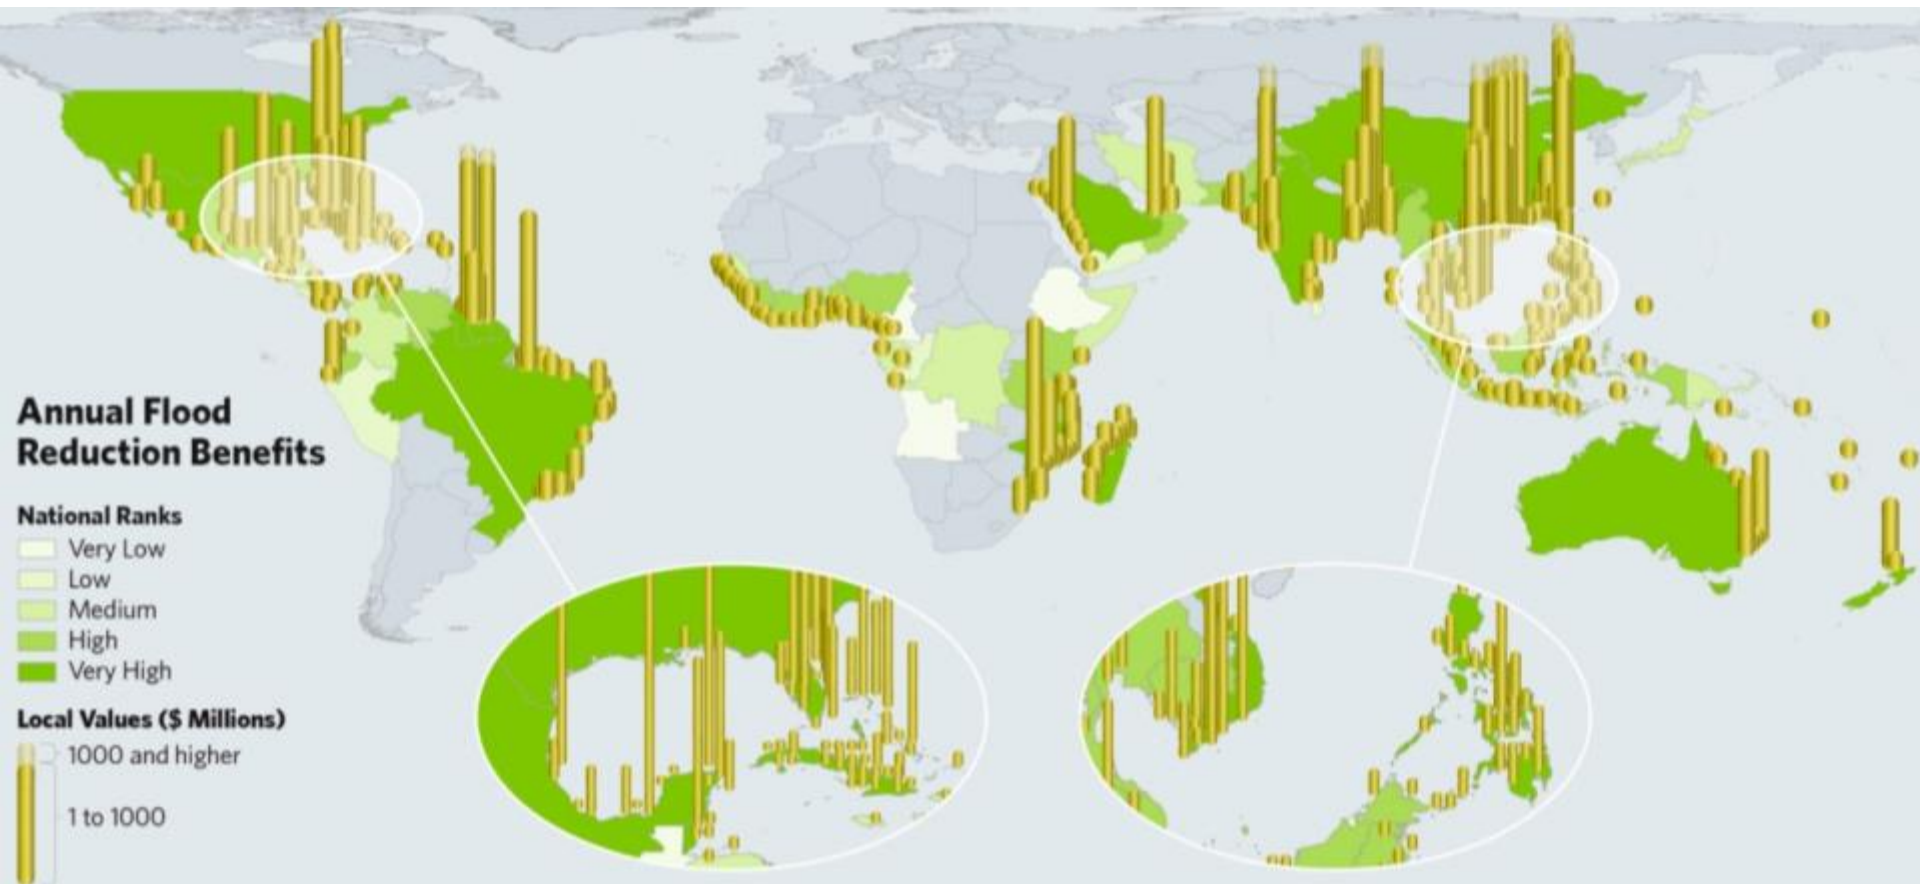 Annual Flood
Reduction Benefits
National Ranks
Very Low
Low
Medium
High
Very High
Local Values ($ Millions)
1000 and higher
1 to 1000